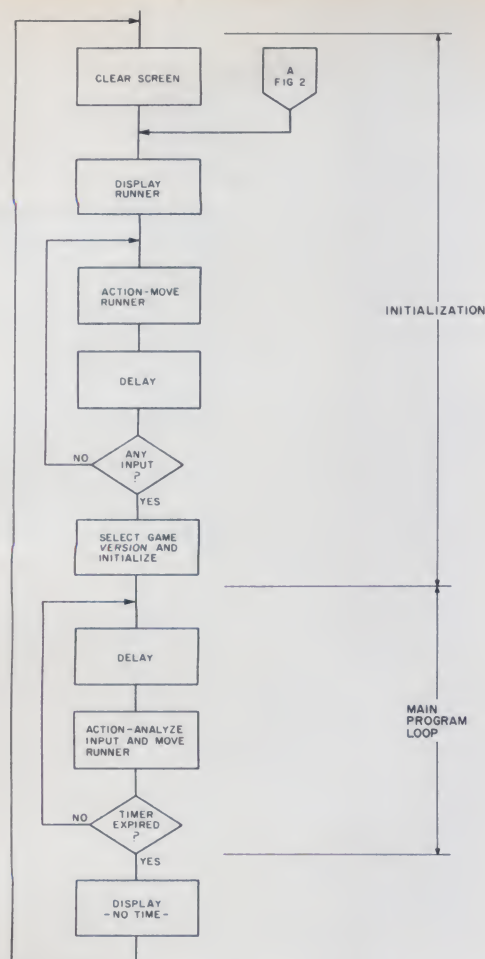 CLEAR SCREEN
A
FIG 2
DISPLAY
RUNNER
ACTION-MOVE
RUNNER
INITIALIZATION
DELAY
ANY
INPUT
?
NO
YES
SELECT GAME
VERSION AND
INITIALIZE
DELAY
ACTION-ANALYZE
INPUT AND MOVE
RUNNER
MAIN
PROGRAM
LOOP
NO
TIMER
EXPIRED
?
YES
DISPLAY
- NO TIME -